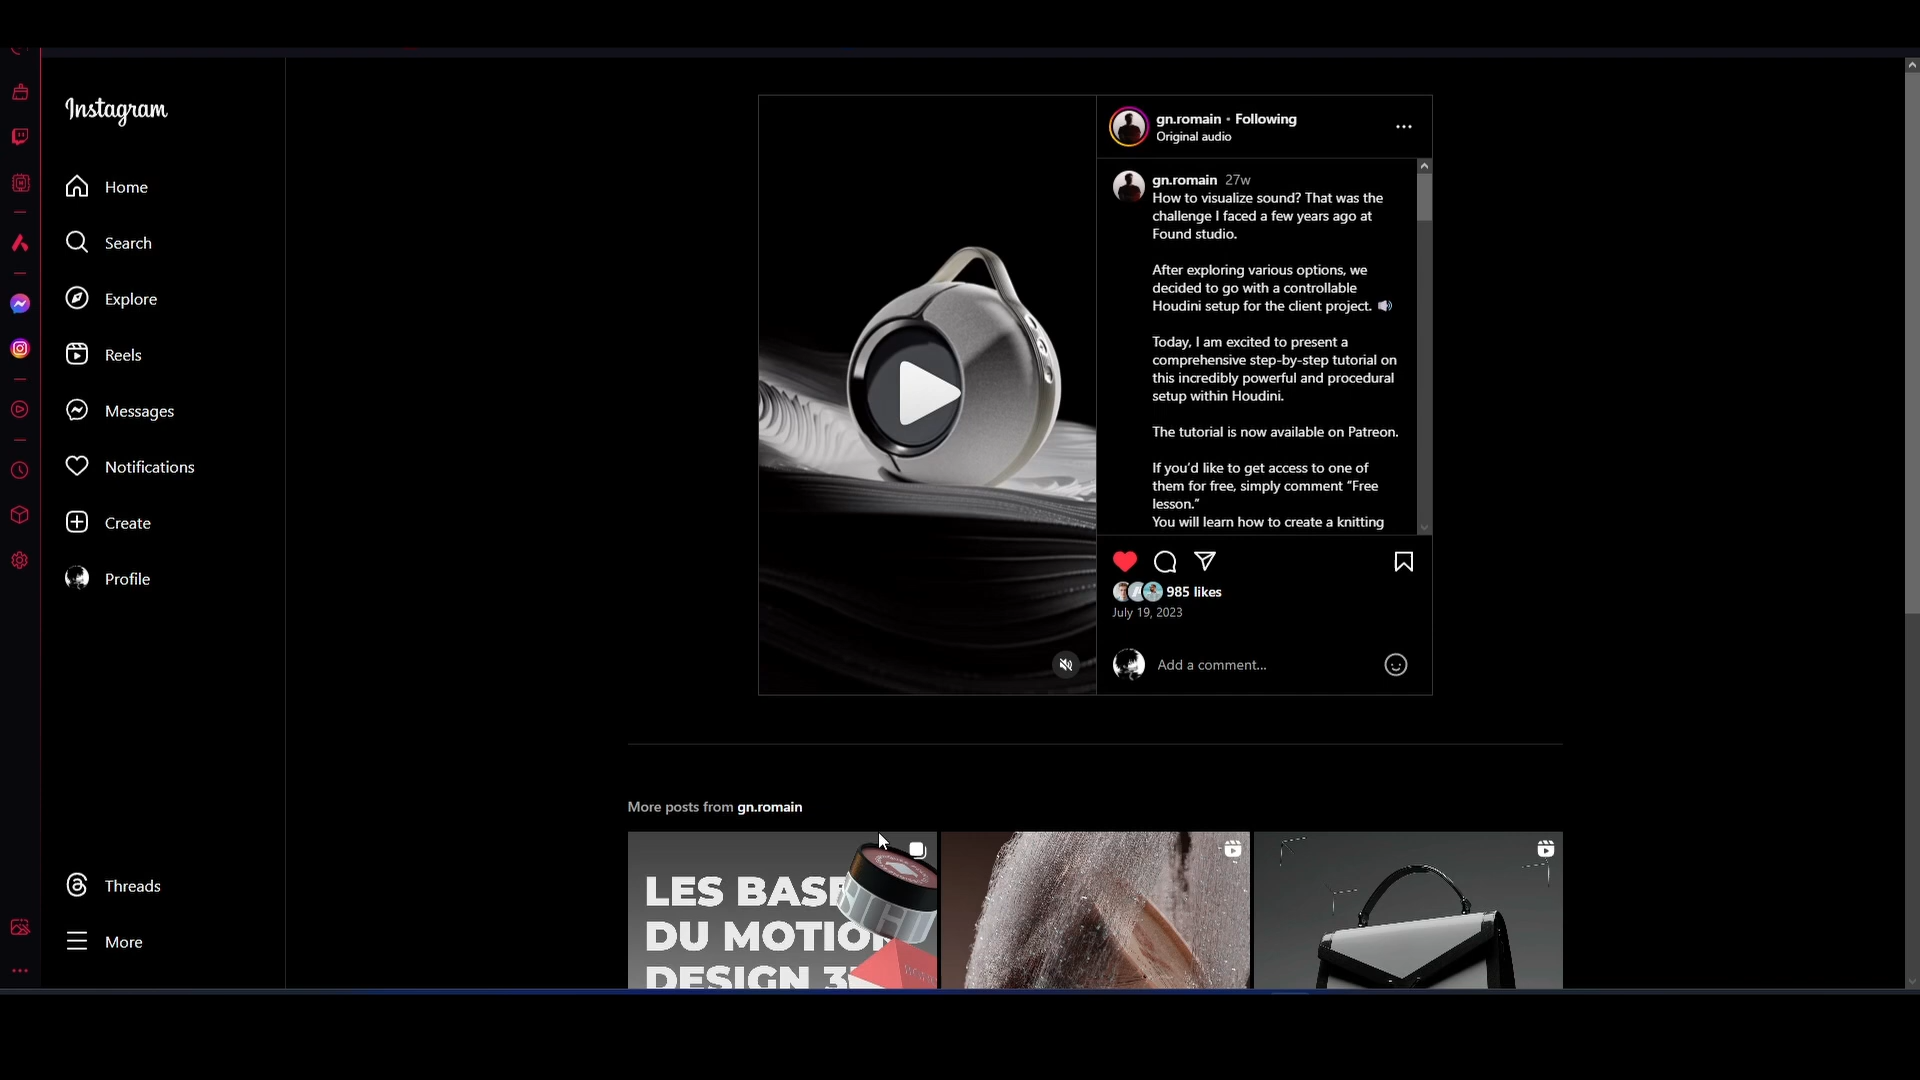 Instagram
Home
Search
Explore
Reels
Messages
Notifications
Create
Profile
Threads
More
gn.romain • Following
Original audio
gn.romain 27w
How to visualize sound? That was the
challenge I faced a few years ago at
Found studio.
After exploring various options, we
decided to go with a controllable
Houdini setup for the client project. 🔊
Today, I am excited to present a
comprehensive step-by-step tutorial on
this incredibly powerful and procedural
setup within Houdini.
The tutorial is now available on Patreon.
If you’d like to get access to one of
them for free, simply comment “Free
lesson.”
You will learn how to create a knitting
985 likes
July 19, 2023
Add a comment...
More posts from gn.romain
LES BASE
DU MOTION
DESIGN 3